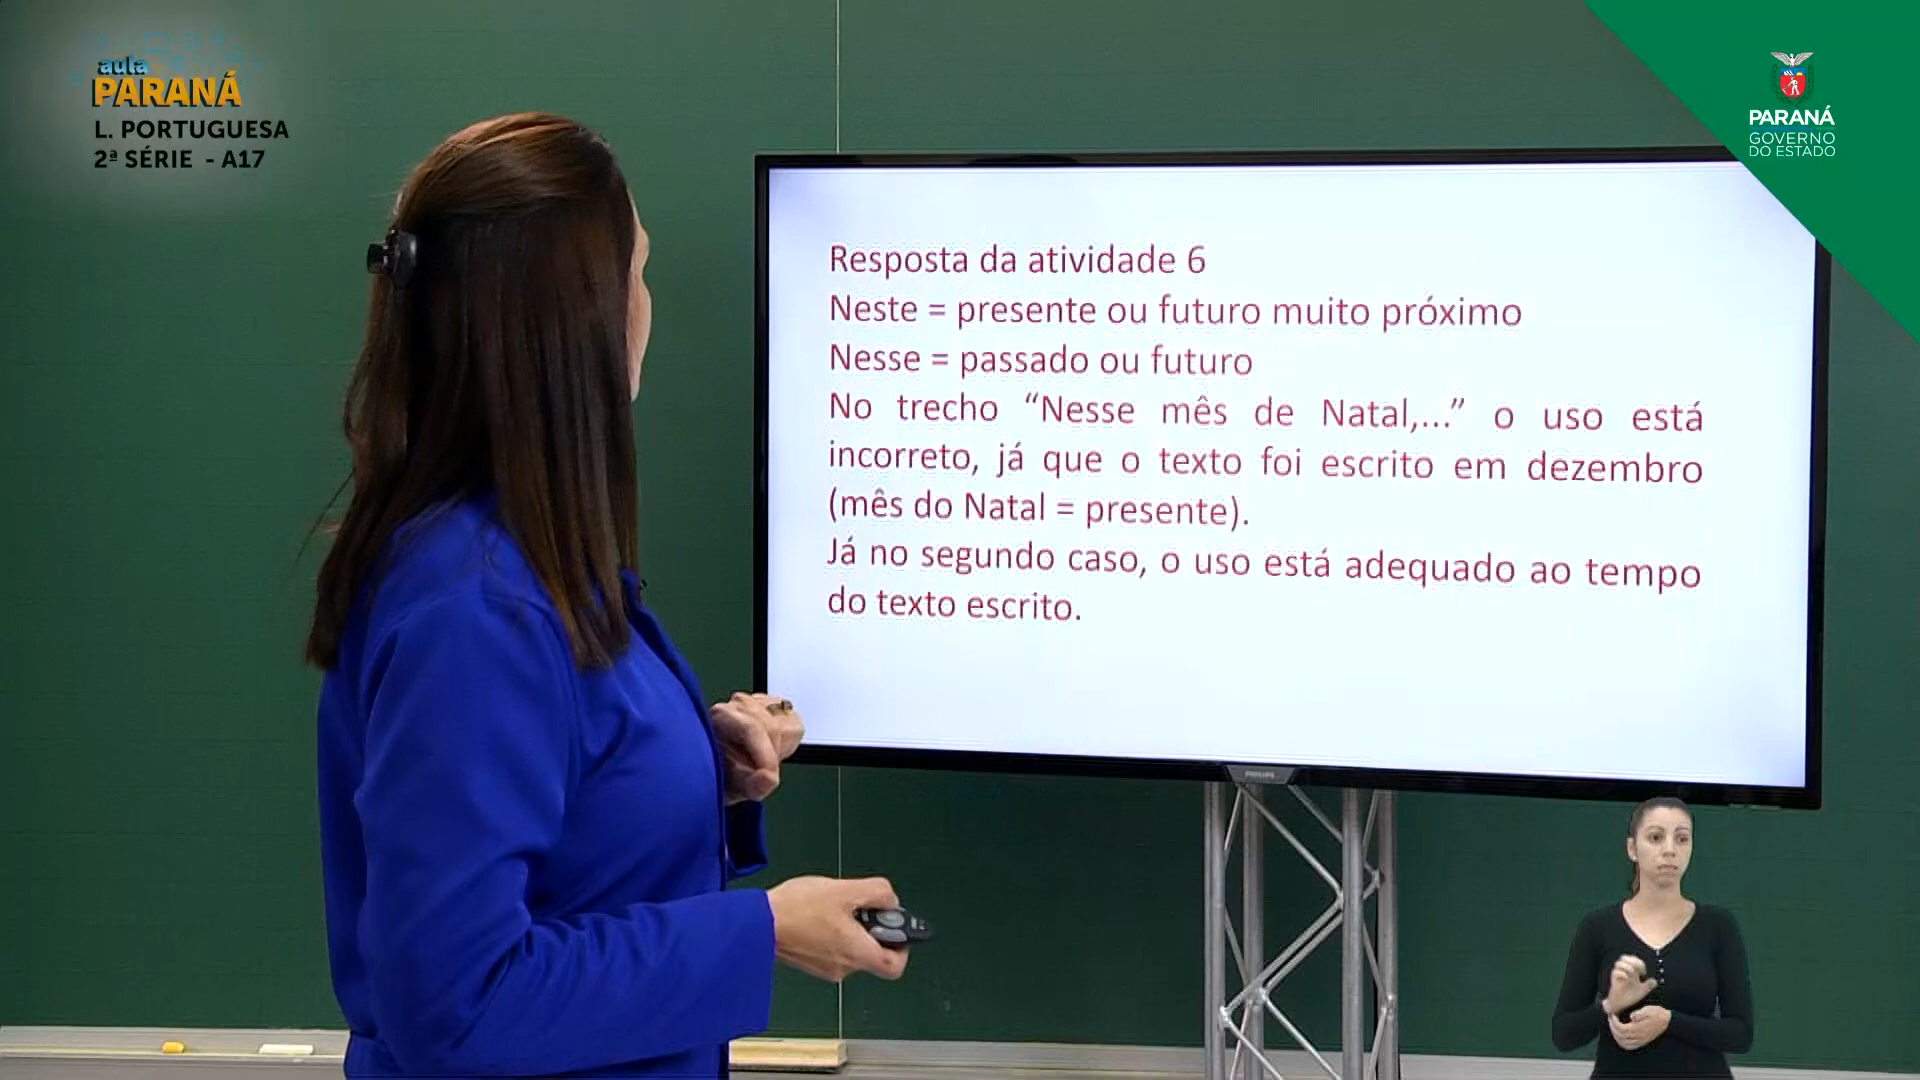 aula
PARANÁ
L. PORTUGUESA
2ª SÉRIE - A17
PARANÁ
GOVERNO
DO ESTADO
Resposta da atividade 6
Neste = presente ou futuro muito próximo
Nesse = passado ou futuro
No trecho “Nesse mês de Natal,...” o uso está
incorreto, já que o texto foi escrito em dezembro
(mês do Natal = presente).
Já no segundo caso, o uso está adequado ao tempo
do texto escrito.
PHILIPS